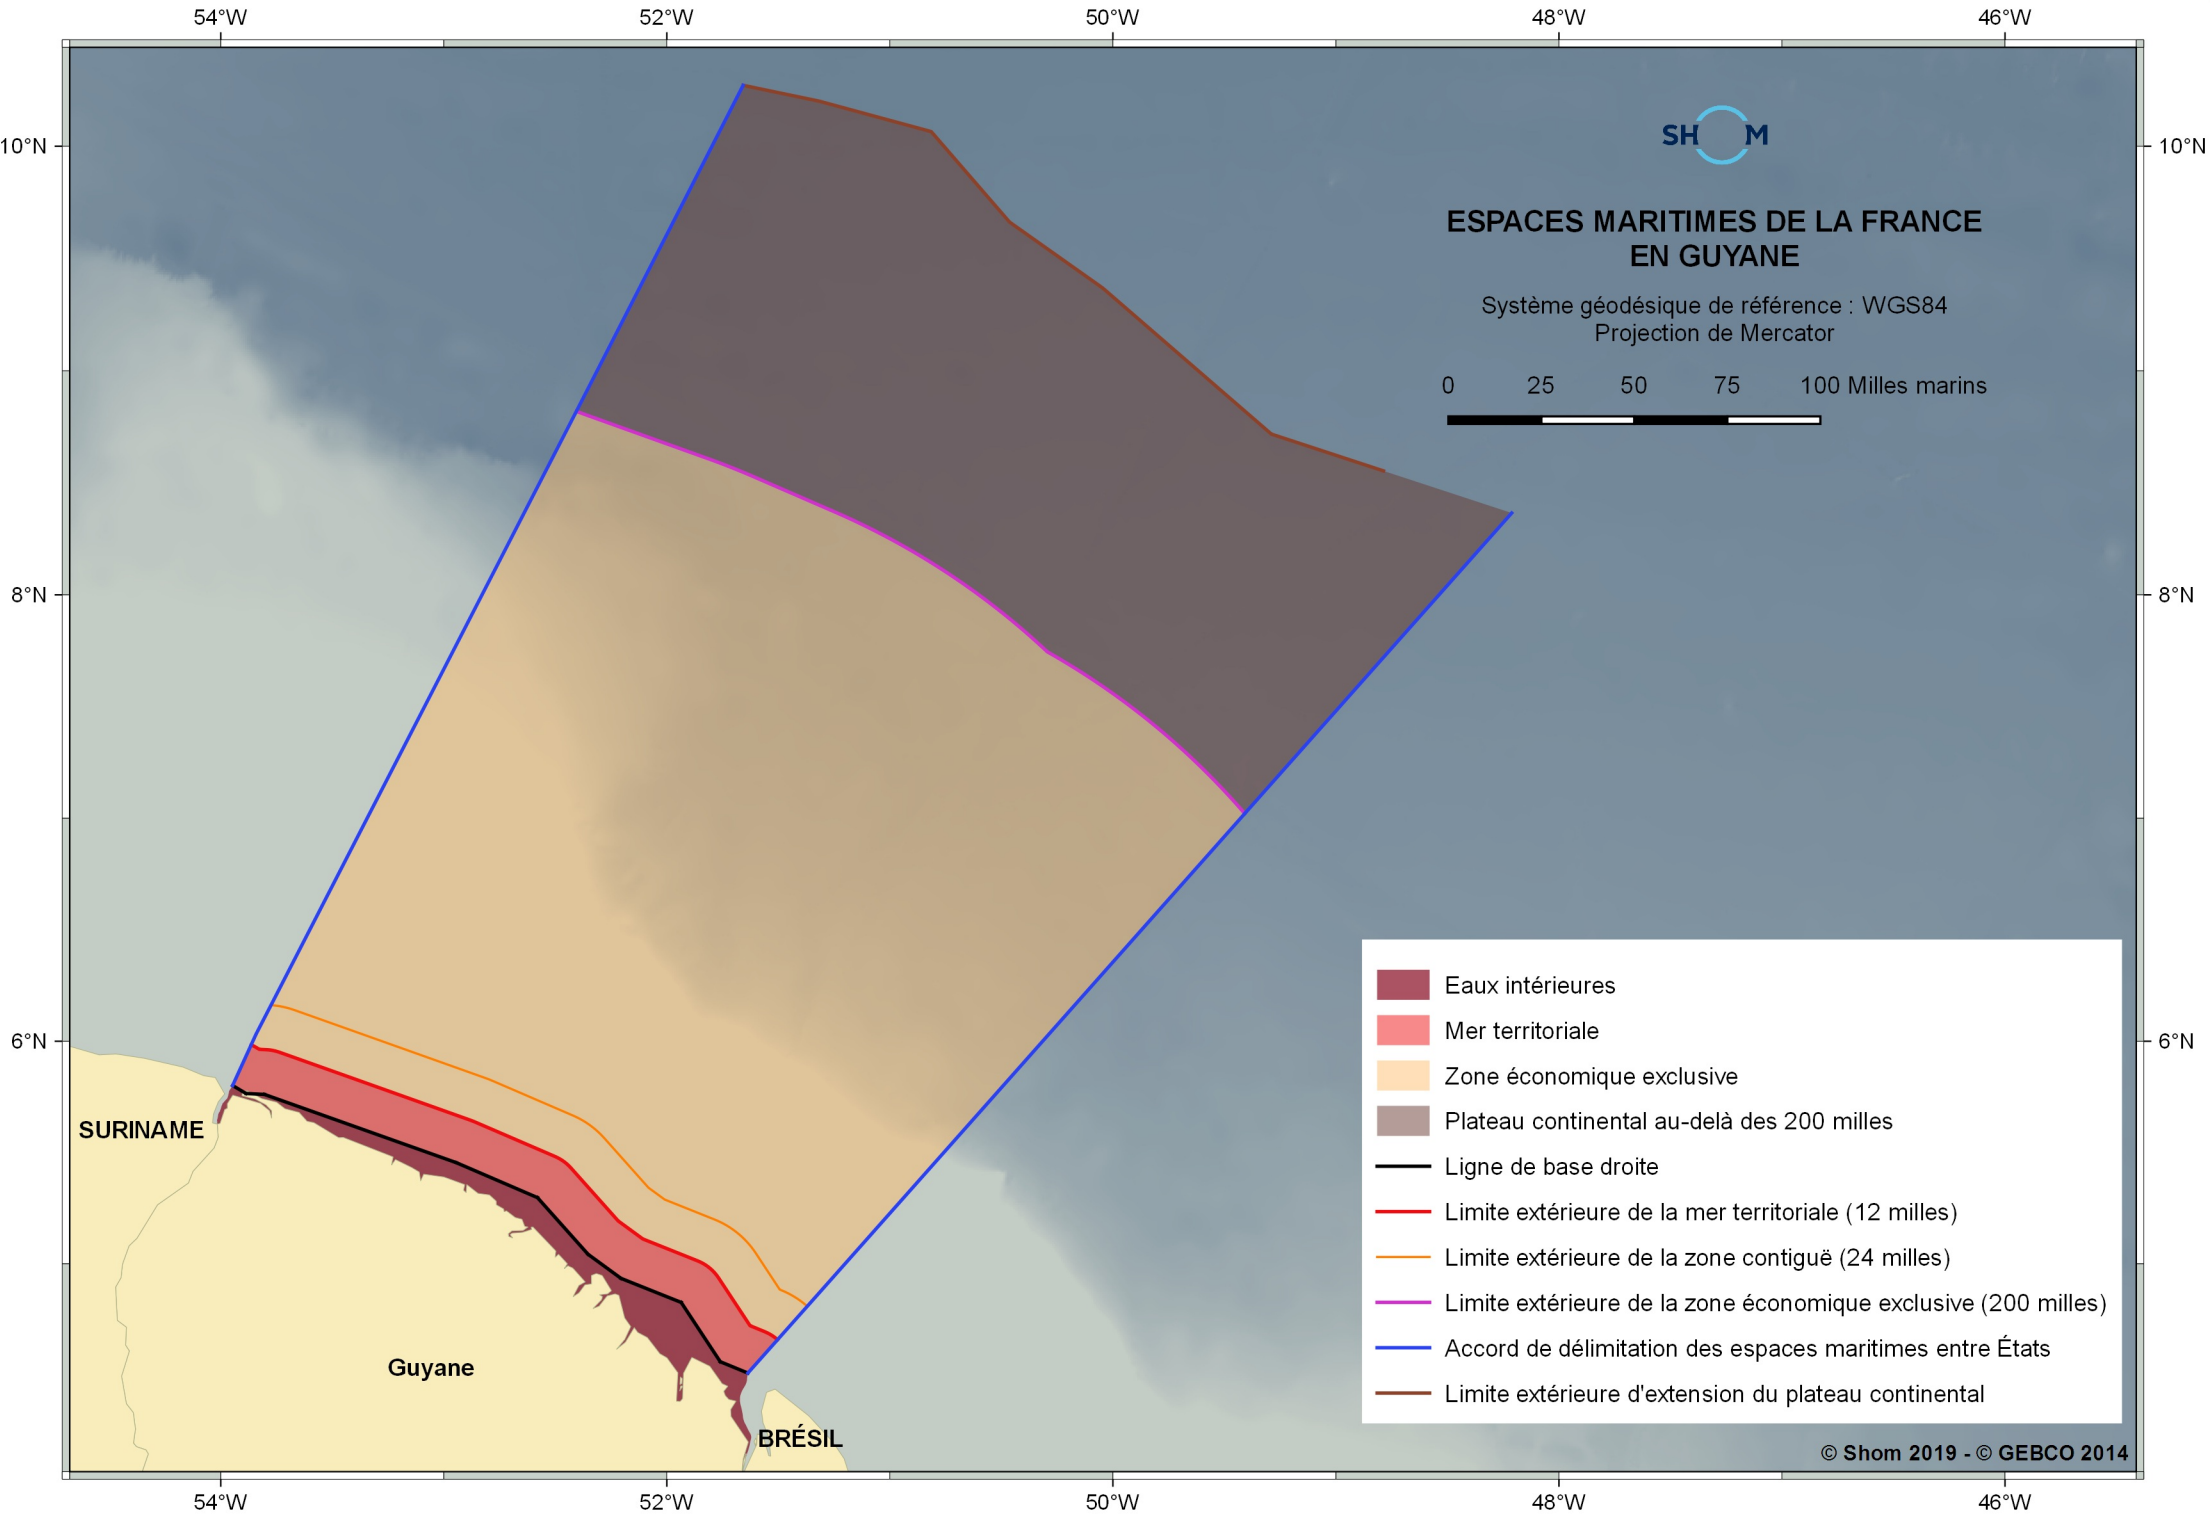 54°W 52°W 50°W 48°W 46°W
10°N 10°N
SHOM
ESPACES MARITIMES DE LA FRANCE
EN GUYANE
Système géodésique de référence : WGS84
Projection de Mercator
0 25 50 75 100 Milles marins
8°N 8°N
6°N 6°N
SURINAME
Guyane
BRÉSIL
Eaux intérieures
Mer territoriale
Zone économique exclusive
Plateau continental au-delà des 200 milles
Ligne de base droite
Limite extérieure de la mer territoriale (12 milles)
Limite extérieure de la zone contiguë (24 milles)
Limite extérieure de la zone économique exclusive (200 milles)
Accord de délimitation des espaces maritimes entre États
Limite extérieure d'extension du plateau continental
© Shom 2019 - © GEBCO 2014
54°W 52°W 50°W 48°W 46°W